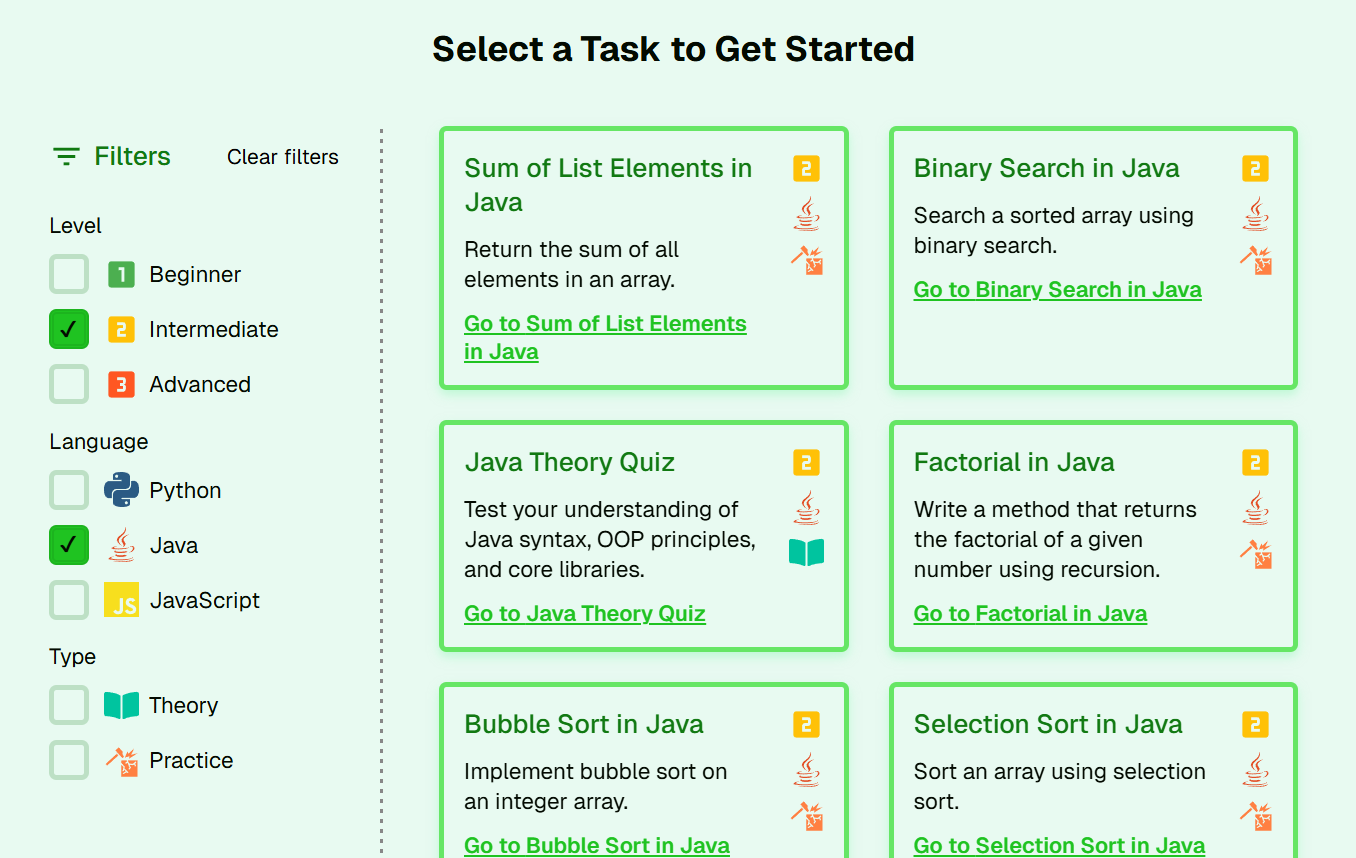 Select a Task to Get Started
Filters
Clear filters
Level
1 Beginner
2 Intermediate
3 Advanced
Language
Python
Java
JS JavaScript
Type
Theory
Practice
Sum of List Elements in
Java
2
Return the sum of all
elements in an array.
Go to Sum of List Elements
in Java
Binary Search in Java
2
Search a sorted array using
binary search.
Go to Binary Search in Java
Java Theory Quiz
2
Test your understanding of
Java syntax, OOP principles,
and core libraries.
Go to Java Theory Quiz
Factorial in Java
2
Write a method that returns
the factorial of a given
number using recursion.
Go to Factorial in Java
Bubble Sort in Java
2
Implement bubble sort on
an integer array.
Go to Bubble Sort in Java
Selection Sort in Java
2
Sort an array using selection
sort.
Go to Selection Sort in Java